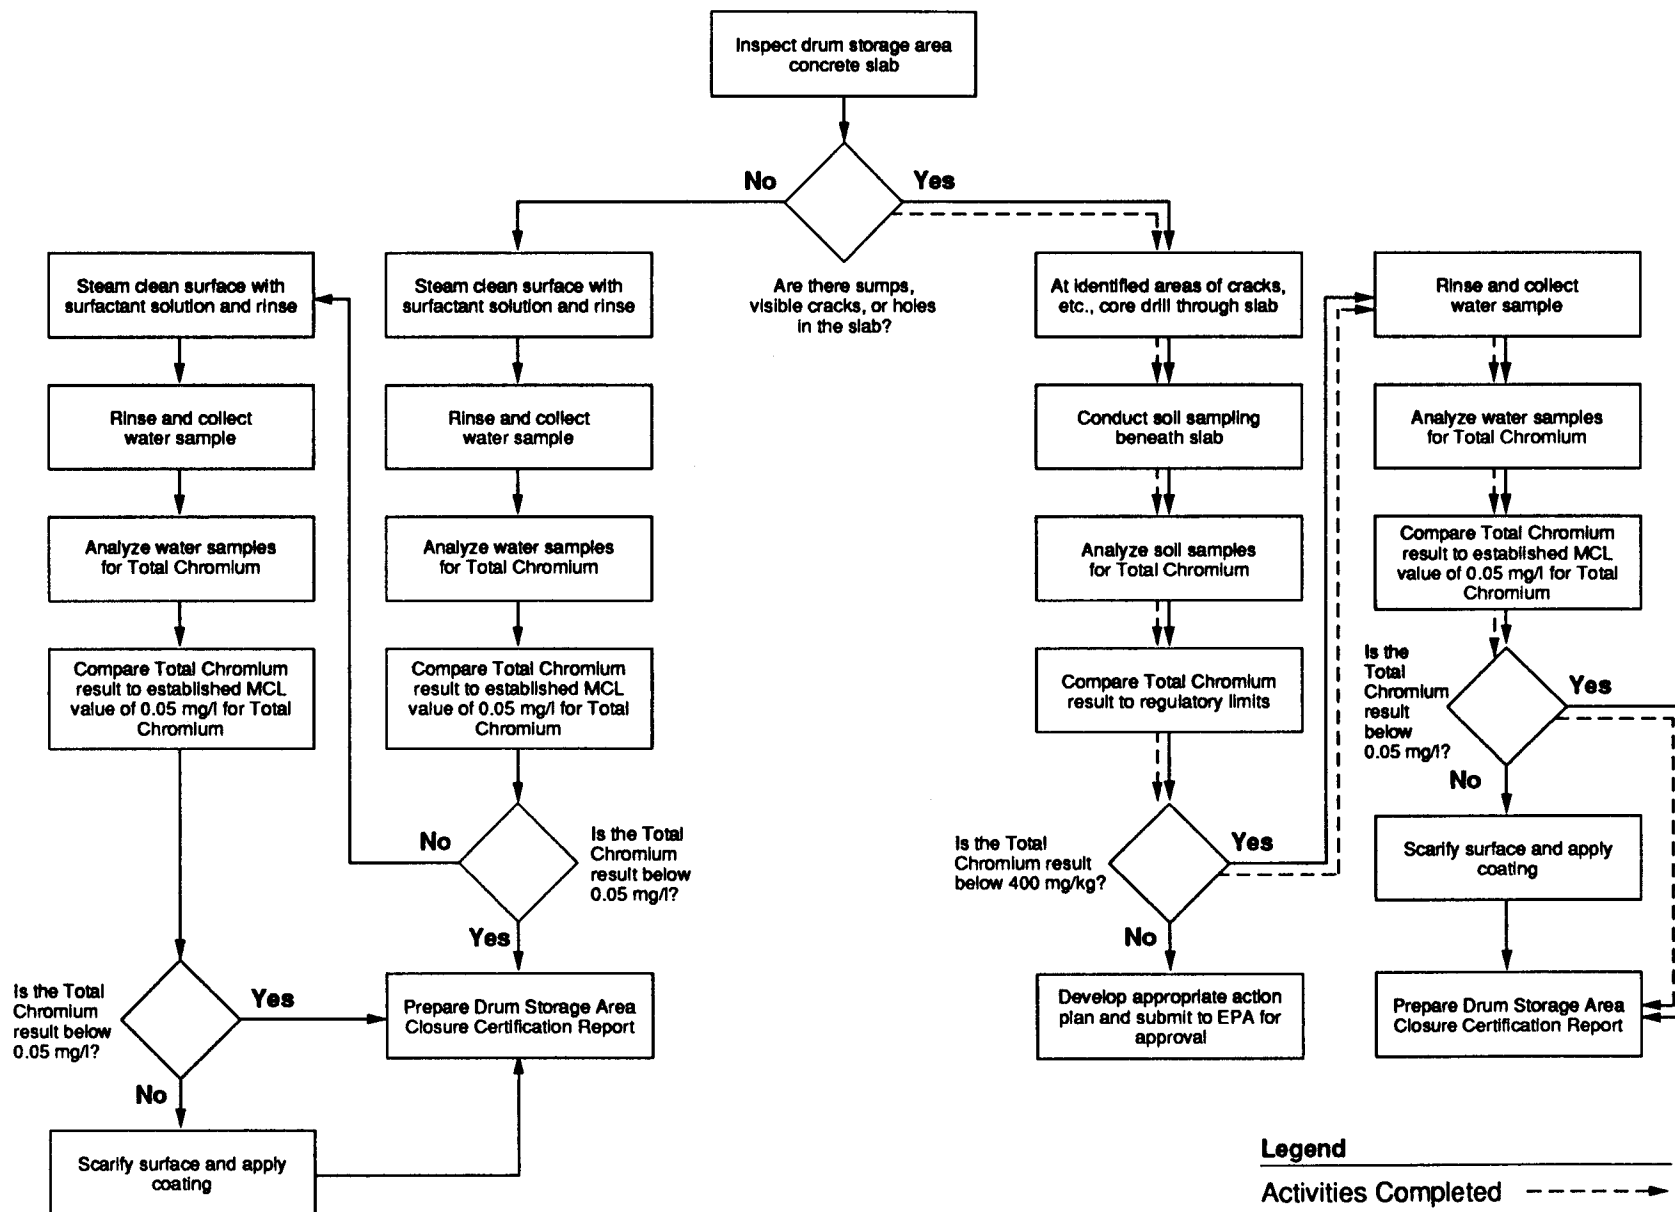 Inspect drum storage area
concrete slab
No
Yes
Are there sumps,
visible cracks, or holes
in the slab?
Steam clean surface with
surfactant solution and rinse
Rinse and collect
water sample
Analyze water samples
for Total Chromium
Compare Total Chromium
result to established MCL
value of 0.05 mg/l for Total
Chromium
Is the Total
Chromium
result below
0.05 mg/l?
Yes
No
Scarify surface and apply
coating
Steam clean surface with
surfactant solution and rinse
Rinse and collect
water sample
Analyze water samples
for Total Chromium
Compare Total Chromium
result to established MCL
value of 0.05 mg/l for Total
Chromium
No
Is the Total
Chromium
result below
0.05 mg/l?
Yes
Prepare Drum Storage Area
Closure Certification Report
At identified areas of cracks,
etc., core drill through slab
Conduct soil sampling
beneath slab
Analyze soil samples
for Total Chromium
Compare Total Chromium
result to regulatory limits
Is the Total
Chromium result
below 400 mg/kg?
Yes
No
Develop appropriate action
plan and submit to EPA for
approval
Rinse and collect
water sample
Analyze water samples
for Total Chromium
Compare Total Chromium
result to established MCL
value of 0.05 mg/l for Total
Chromium
Is the
Total
Chromium
result
below
0.05 mg/l?
Yes
No
Scarify surface and apply
coating
Prepare Drum Storage Area
Closure Certification Report
Legend
Activities Completed